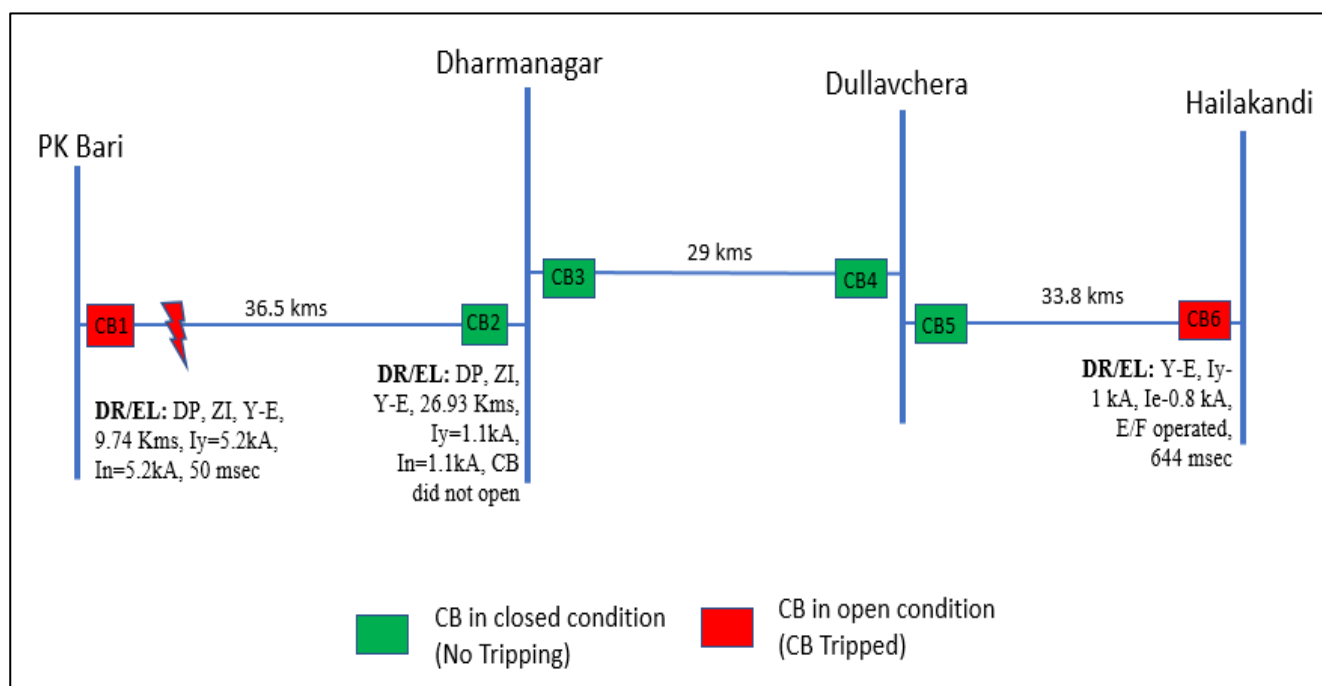 Dharmanagar
Dullavchera
Hailakandi
PK Bari
29 kms
CB3
CB4
36.5 kms
33.8 kms
CB1
CB2
CB5
CB6
DR/EL: DP, ZI, Y-E,
9.74 Kms, Iy=5.2kA,
In=5.2kA, 50 msec
DR/EL: DP, ZI,
Y-E, 26.93 Kms,
Iy=1.1kA,
In=1.1kA, CB
did not open
DR/EL: Y-E, Iy-
1 kA, Ie-0.8 kA,
E/F operated,
644 msec
CB in closed condition
(No Tripping)
CB in open condition
(CB Tripped)